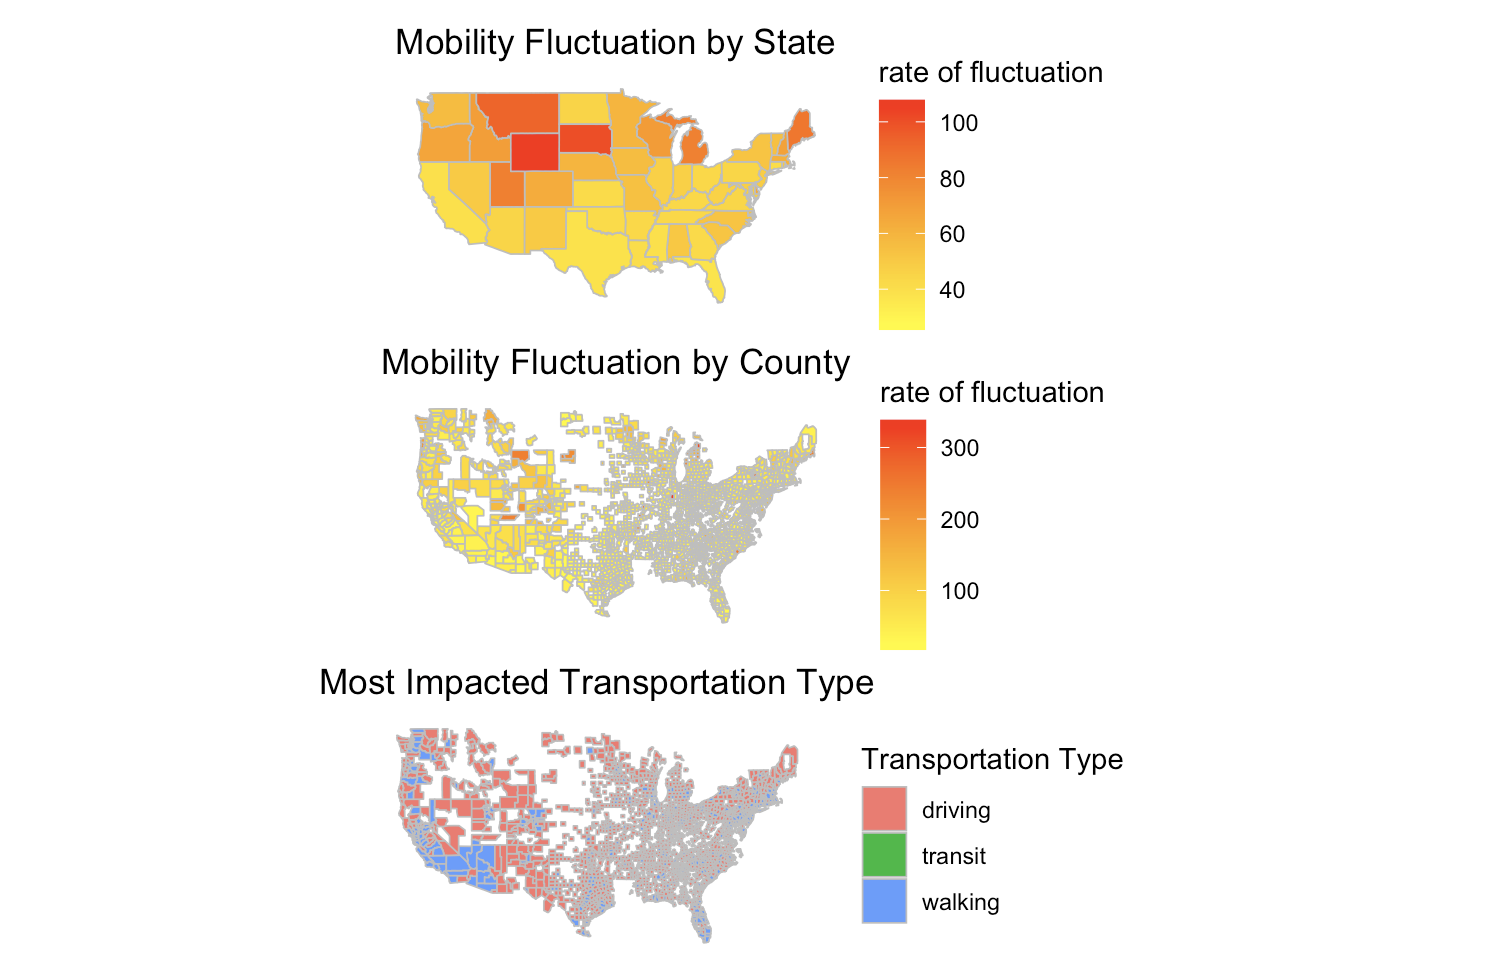 Mobility Fluctuation by State
rate of fluctuation
100
80
60
40
Mobility Fluctuation by County
rate of fluctuation
300
200
100
Most Impacted Transportation Type
Transportation Type
driving
transit
walking